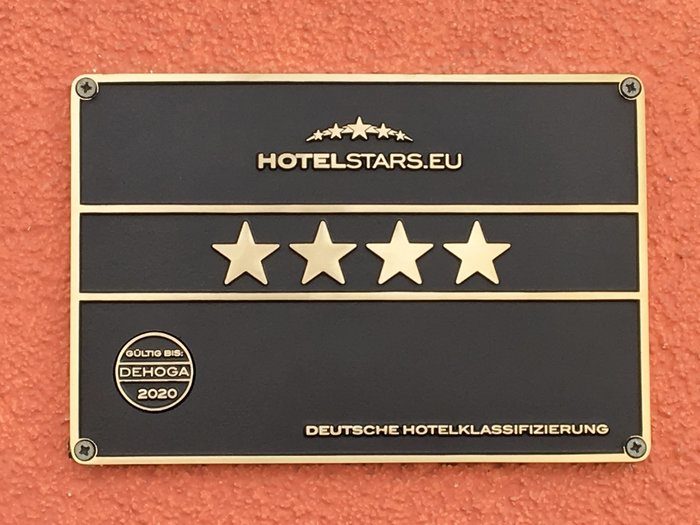 HOTELSTARS.EU
GÜLTIG BIS:
DEHOGA
2020
DEUTSCHE HOTELKLASSIFIZIERUNG